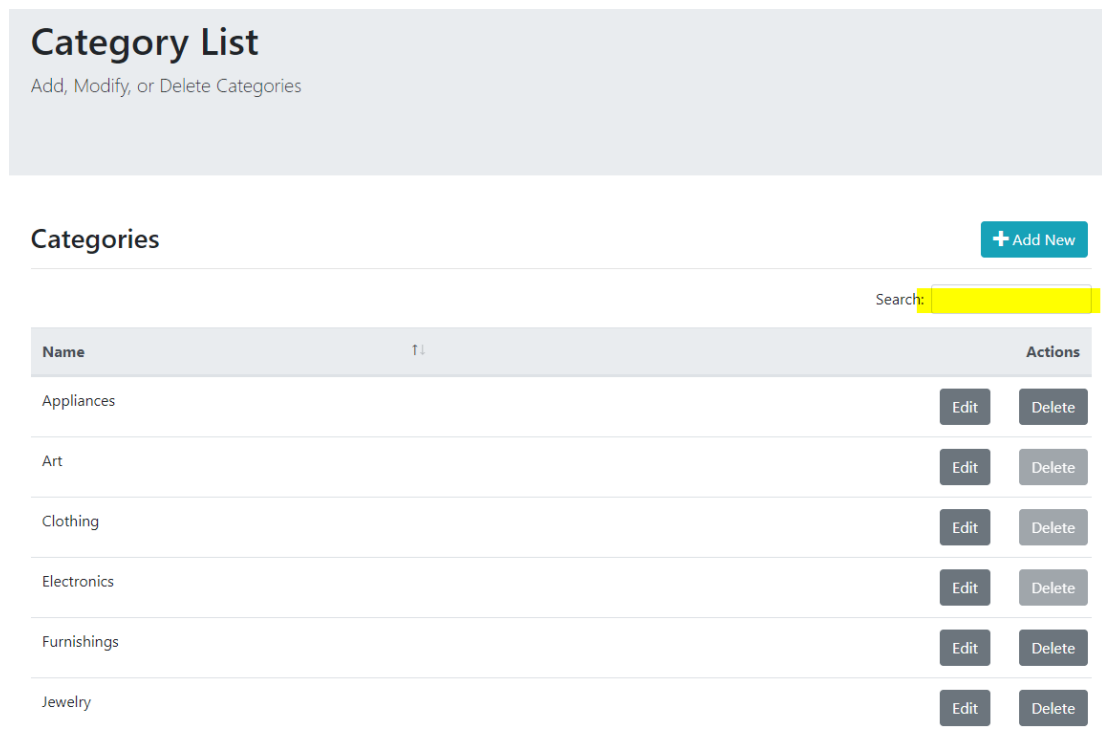 Category List
Add, Modify, or Delete Categories
Categories
Add New
Search:
Name Actions
Appliances Edit Delete
Art Edit Delete
Clothing Edit Delete
Electronics Edit Delete
Furnishings Edit Delete
Jewelry Edit Delete